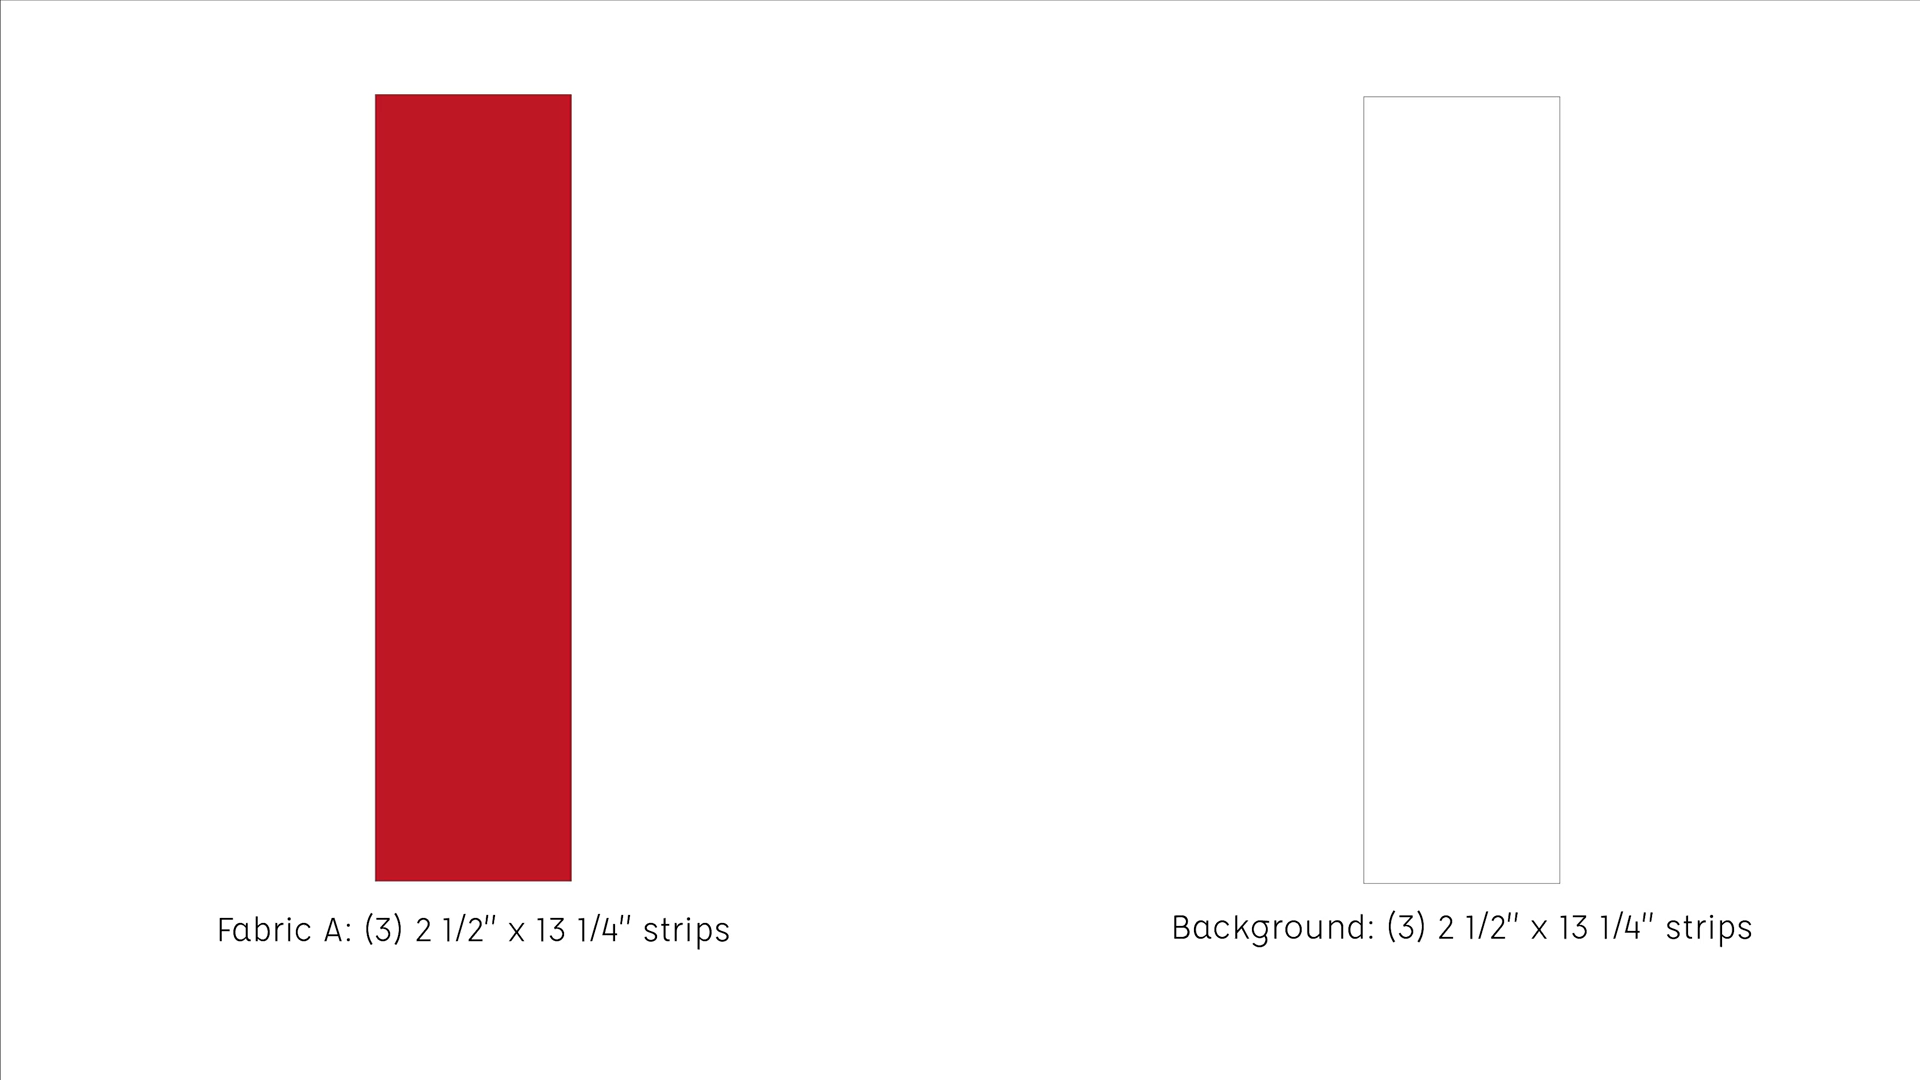 Fabric A: (3) 2 1/2" x 13 1/4" strips
Background: (3) 2 1/2" x 13 1/4" strips